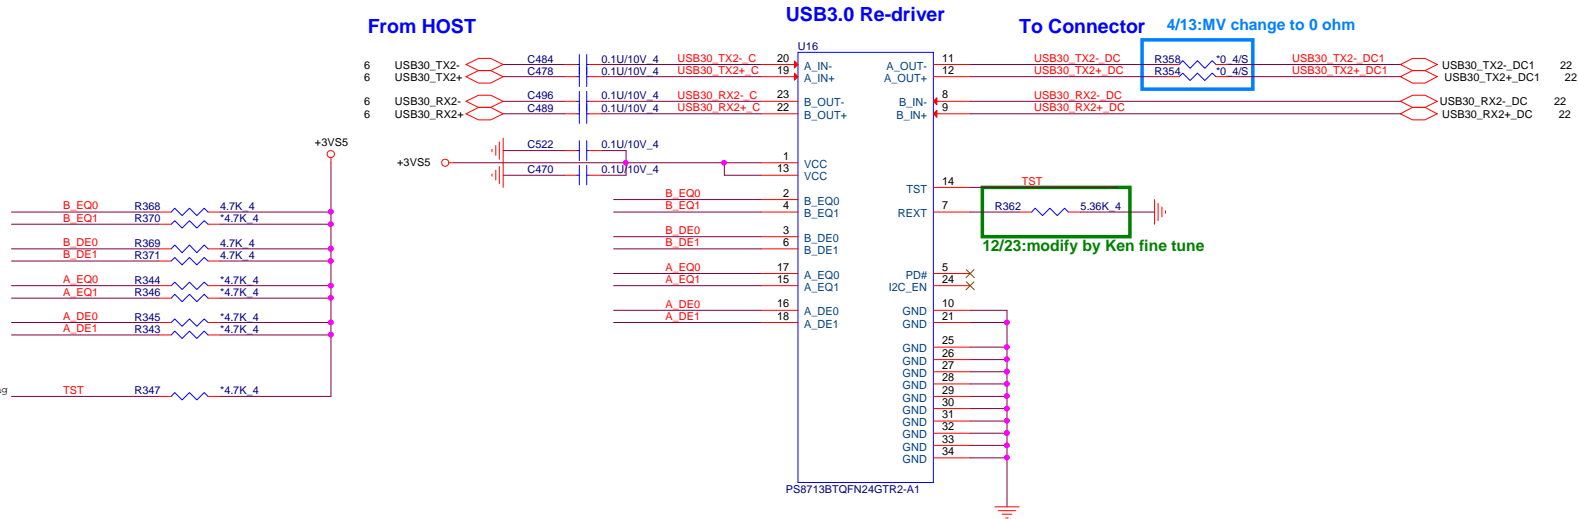 USB3.0 Re-driver
From HOST
To Connector
4/13:MV change to 0 ohm
U16
6 USB30_TX2- C484 0.1U/10V_4 USB30_TX2-_C 20 A_IN- A_OUT- 11 USB30_TX2-_DC R358 *0_4/S USB30_TX2-_DC1 USB30_TX2-_DC1 22
6 USB30_TX2+ C478 0.1U/10V_4 USB30_TX2+_C 19 A_IN+ A_OUT+ 12 USB30_TX2+_DC R354 *0_4/S USB30_TX2+_DC1 USB30_TX2+_DC1 22
6 USB30_RX2- C496 0.1U/10V_4 USB30_RX2-_C 23 B_OUT- B_IN- 8 USB30_RX2-_DC USB30_RX2-_DC 22
6 USB30_RX2+ C489 0.1U/10V_4 USB30_RX2+_C 22 B_OUT+ B_IN+ 9 USB30_RX2+_DC USB30_RX2+_DC 22
C522 0.1U/10V_4
+3VS5 1 VCC
C470 0.1U/10V_4 13 VCC
B_EQ0 2 B_EQ0 TST 14 TST
B_EQ1 4 B_EQ1 REXT 7 R362 5.36K_4
12/23:modify by Ken fine tune
B_DE0 3 B_DE0
B_DE1 6 B_DE1
A_EQ0 17 A_EQ0 PD# 5
A_EQ1 15 A_EQ1 I2C_EN 24
A_DE0 16 A_DE0 GND 10
A_DE1 18 A_DE1 GND 21
GND 25
GND 26
GND 27
GND 28
GND 29
GND 30
GND 31
GND 32
GND 33
GND 34
PS8713BTQFN24GTR2-A1
+3VS5
B_EQ0 R368 4.7K_4
B_EQ1 R370 *4.7K_4
B_DE0 R369 4.7K_4
B_DE1 R371 4.7K_4
A_EQ0 R344 *4.7K_4
A_EQ1 R346 *4.7K_4
A_DE0 R345 *4.7K_4
A_DE1 R343 *4.7K_4
TST R347 *4.7K_4